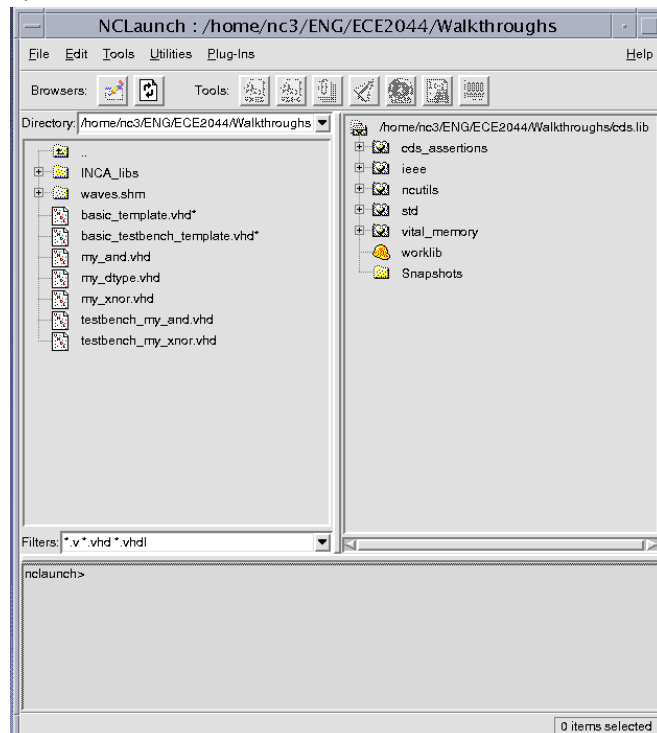 NCLaunch : /home/nc3/ENG/ECE2044/Walkthroughs
File Edit Tools Utilities Plug-Ins Help
Browsers: Tools:
Directory: /home/nc3/ENG/ECE2044/Walkthroughs
..
INCA_libs
waves.shm
basic_template.vhd*
basic_testbench_template.vhd*
my_and.vhd
my_dtype.vhd
my_xnor.vhd
testbench_my_and.vhd
testbench_my_xnor.vhd
Filters: *.v *.vhd *.vhdl
/home/nc3/ENG/ECE2044/Walkthroughs/cds.lib
cds_assertions
ieee
ncutils
std
vital_memory
worklib
Snapshots
nclaunch>
0 items selected